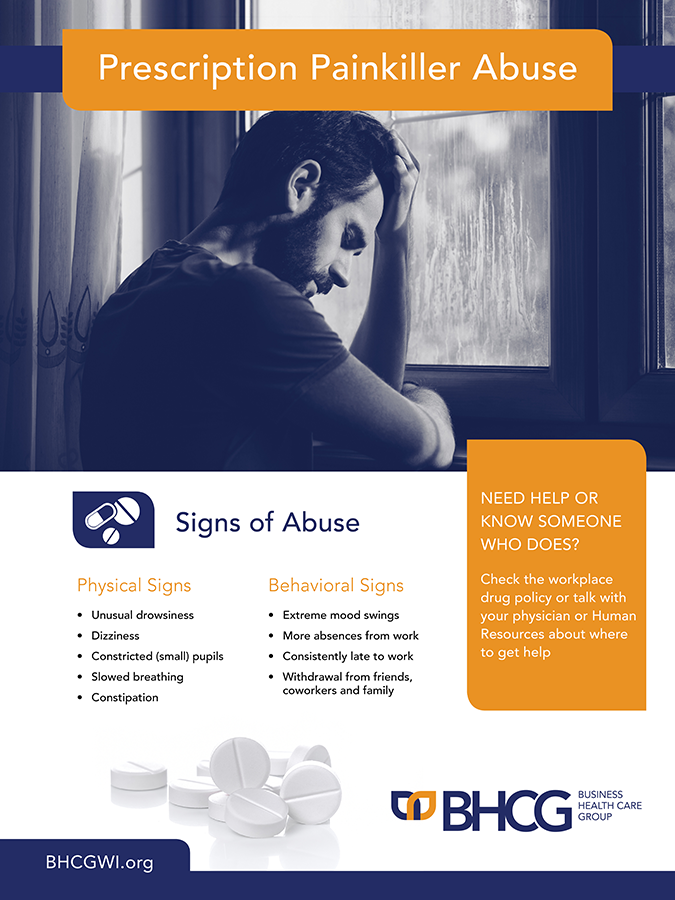 Prescription Painkiller Abuse
Signs of Abuse
Physical Signs
• Unusual drowsiness
• Dizziness
• Constricted (small) pupils
• Slowed breathing
• Constipation
Behavioral Signs
• Extreme mood swings
• More absences from work
• Consistently late to work
• Withdrawal from friends,
coworkers and family
NEED HELP OR
KNOW SOMEONE
WHO DOES?
Check the workplace
drug policy or talk with
your physician or Human
Resources about where
to get help
BHCG
BUSINESS
HEALTH CARE
GROUP
BHCGWI.org